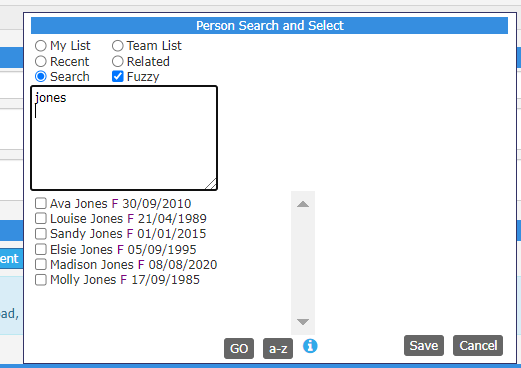 Person Search and Select
My List Team List
Recent Related
Search Fuzzy
jones
Ava Jones F 30/09/2010
Louise Jones F 21/04/1989
Sandy Jones F 01/01/2015
Elsie Jones F 05/09/1995
Madison Jones F 08/08/2020
Molly Jones F 17/09/1985
ent
ad,
GO a-z i Save Cancel